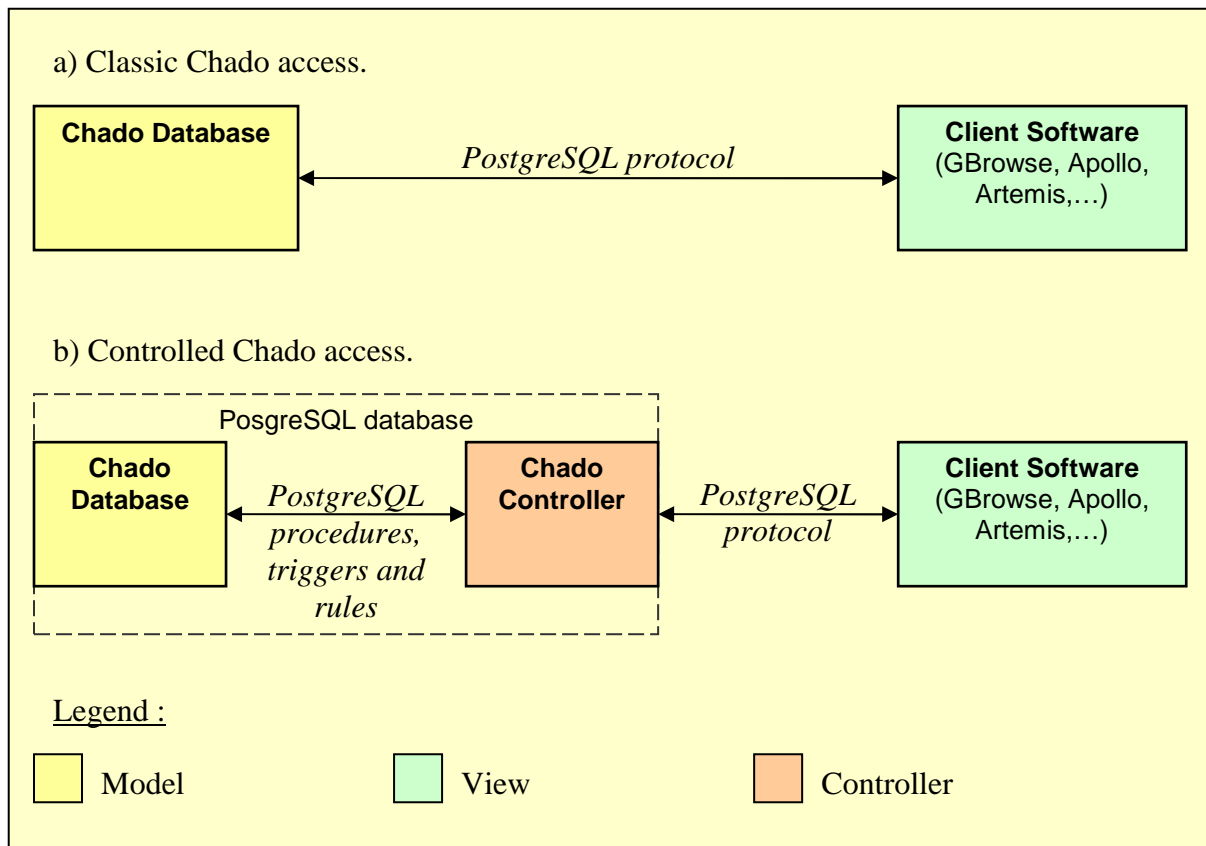 a) Classic Chado access.
Chado Database
PostgreSQL protocol
Client Software
(GBrowse, Apollo,
Artemis,…)
b) Controlled Chado access.
PosgreSQL database
Chado
Database
PostgreSQL
procedures,
triggers and
rules
Chado
Controller
PostgreSQL
protocol
Client Software
(GBrowse, Apollo,
Artemis,…)
Legend :
Model
View
Controller